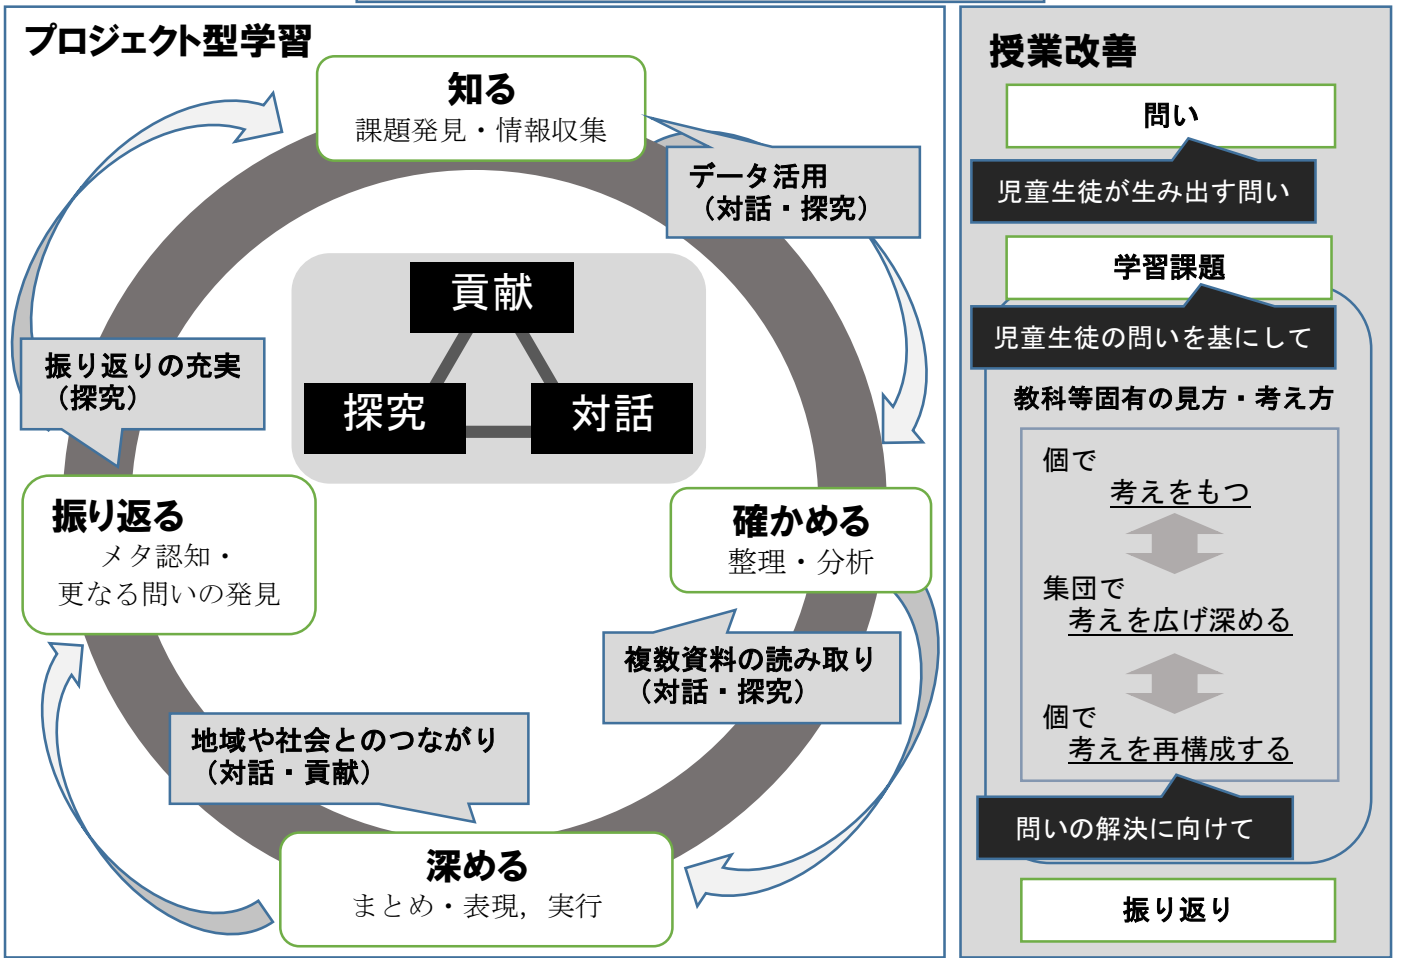 プロジェクト型学習
知る
課題発見・情報収集
データ活用
（対話・探究）
貢献
探究
対話
振り返りの充実
（探究）
振り返る
メタ認知・
更なる問いの発見
確かめる
整理・分析
複数資料の読み取り
（対話・探究）
地域や社会とのつながり
（対話・貢献）
深める
まとめ・表現，実行
授業改善
問い
児童生徒が生み出す問い
学習課題
児童生徒の問いを基にして
教科等固有の見方・考え方
個で
考えをもつ
集団で
考えを広げ深める
個で
考えを再構成する
問いの解決に向けて
振り返り